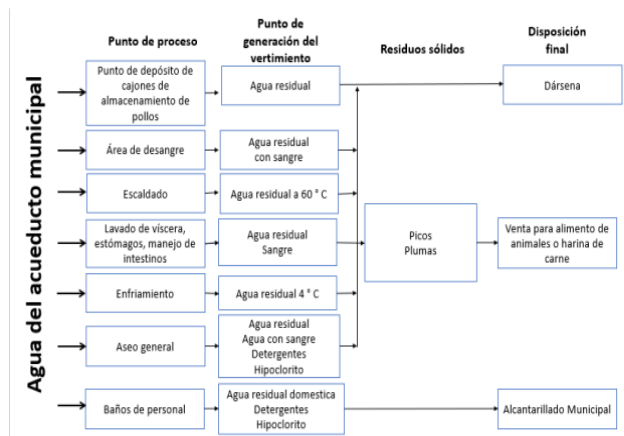 Agua del acueducto municipal
Punto de proceso
Punto de
generación del
vertimiento
Residuos sólidos
Disposición
final
Punto de depósito de
cajones de
almacenamiento de
pollos
Agua residual
Dársena
Área de desangre
Agua residual
con sangre
Escaldado
Agua residual a 60 ° C
Lavado de víscera,
estómagos, manejo de
intestinos
Agua residual
Sangre
Picos
Plumas
Venta para alimento de
animales o harina de
carne
Enfriamiento
Agua residual 4 ° C
Aseo general
Agua residual
Agua con sangre
Detergentes
Hipoclorito
Baños de personal
Agua residual domestica
Detergentes
Hipoclorito
Alcantarillado Municipal